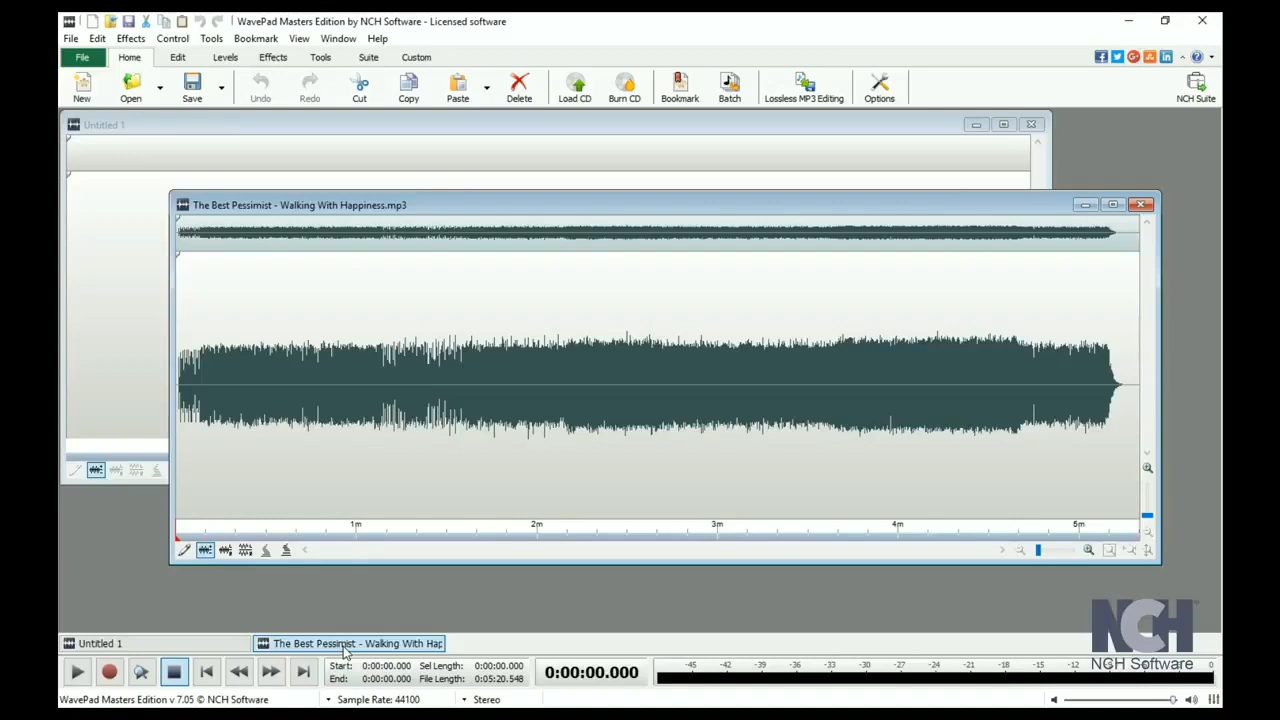 WavePad Masters Edition by NCH Software - Licensed software
File Edit Effects Control Tools Bookmark View Window Help
File Home Edit Levels Effects Tools Suite Custom
New Open Save Undo Redo Cut Copy Paste Delete Load CD Burn CD Bookmark Batch Lossless MP3 Editing Options NCH Suite
Untitled 1
The Best Pessimist - Walking With Happiness.mp3
1m 2m 3m 4m 5m
Untitled 1 The Best Pessimist - Walking With Hap
NCH
NCH Software
Start: 0:00:00.000 Sel Length: 0:00:00.000
End: 0:00:00.000 File Length: 0:05:20.548
0:00:00.000
-45 -42 -39 -36 -33 -30 -27 -24 -21 -18 -15 -12 0
WavePad Masters Edition v 7.05 © NCH Software Sample Rate: 44100 Stereo